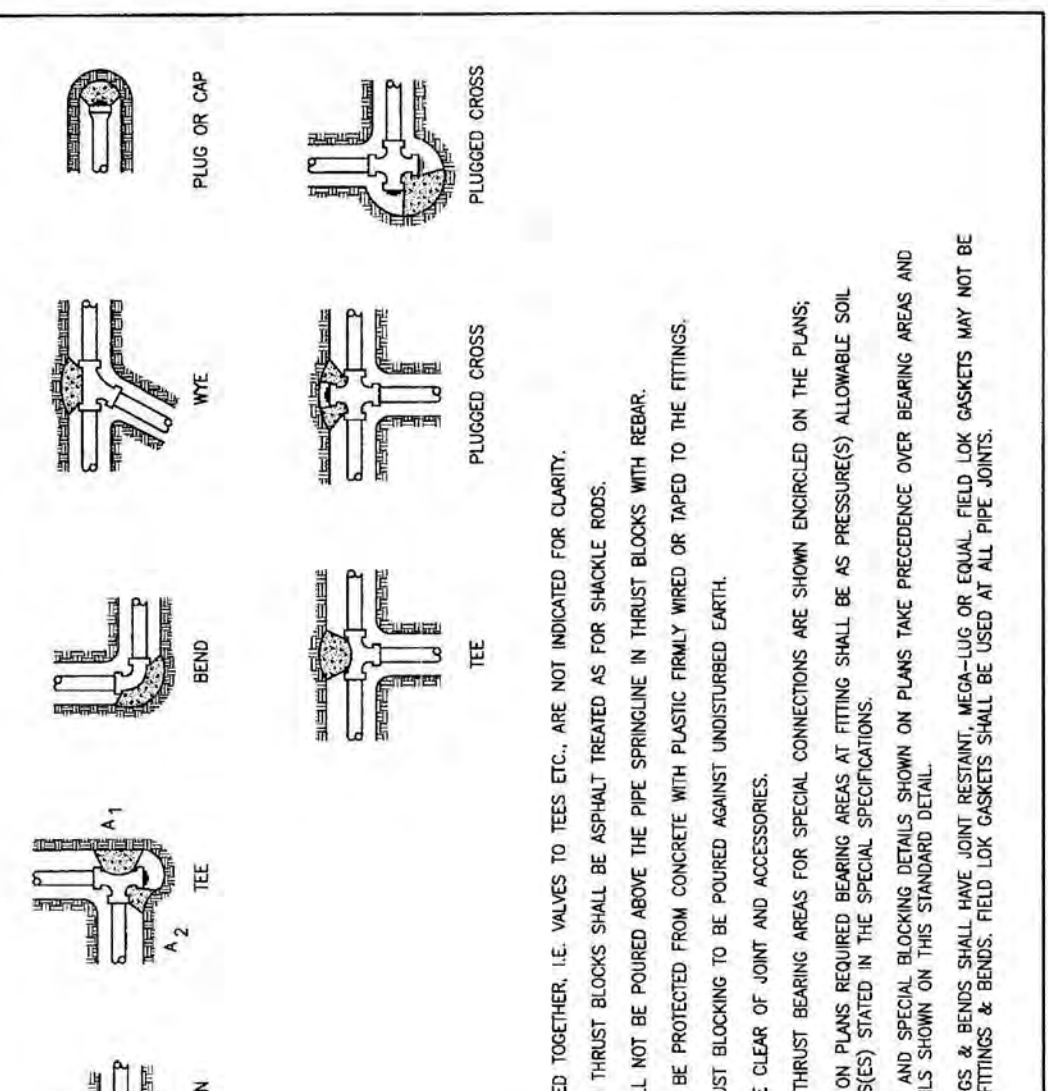 PLUG OR CAP
WYE
BEND
TEE
A1
A2
N
PLUGGED CROSS
PLUGGED CROSS
TEE
ED TOGETHER, I.E. VALVES TO TEES ETC., ARE NOT INDICATED FOR CLARITY.
THRUST BLOCKS SHALL BE ASPHALT TREATED AS FOR SHACKLE RODS.
LL NOT BE POURED ABOVE THE PIPE SPRINGLINE IN THRUST BLOCKS WITH REBAR.
BE PROTECTED FROM CONCRETE WITH PLASTIC FIRMLY WIRED OR TAPED TO THE FITTINGS.
UST BLOCKING TO BE POURED AGAINST UNDISTURBED EARTH.
E CLEAR OF JOINT AND ACCESSORIES.
THRUST BEARING AREAS FOR SPECIAL CONNECTIONS ARE SHOWN ENCIRCLED ON THE PLANS;
ON PLANS REQUIRED BEARING AREAS AT FITTING SHALL BE AS PRESSURE(S) ALLOWABLE SOIL
S(ES) STATED IN THE SPECIAL SPECIFICATIONS.
AND SPECIAL BLOCKING DETAILS SHOWN ON PLANS TAKE PRECEDENCE OVER BEARING AREAS AND
ILS SHOWN ON THIS STANDARD DETAIL.
GS & BENDS SHALL HAVE JOINT RESTAINT, MEGA-LUG OR EQUAL. FIELD LOK GASKETS MAY NOT BE
FITTINGS & BENDS. FIELD LOK GASKETS SHALL BE USED AT ALL PIPE JOINTS.